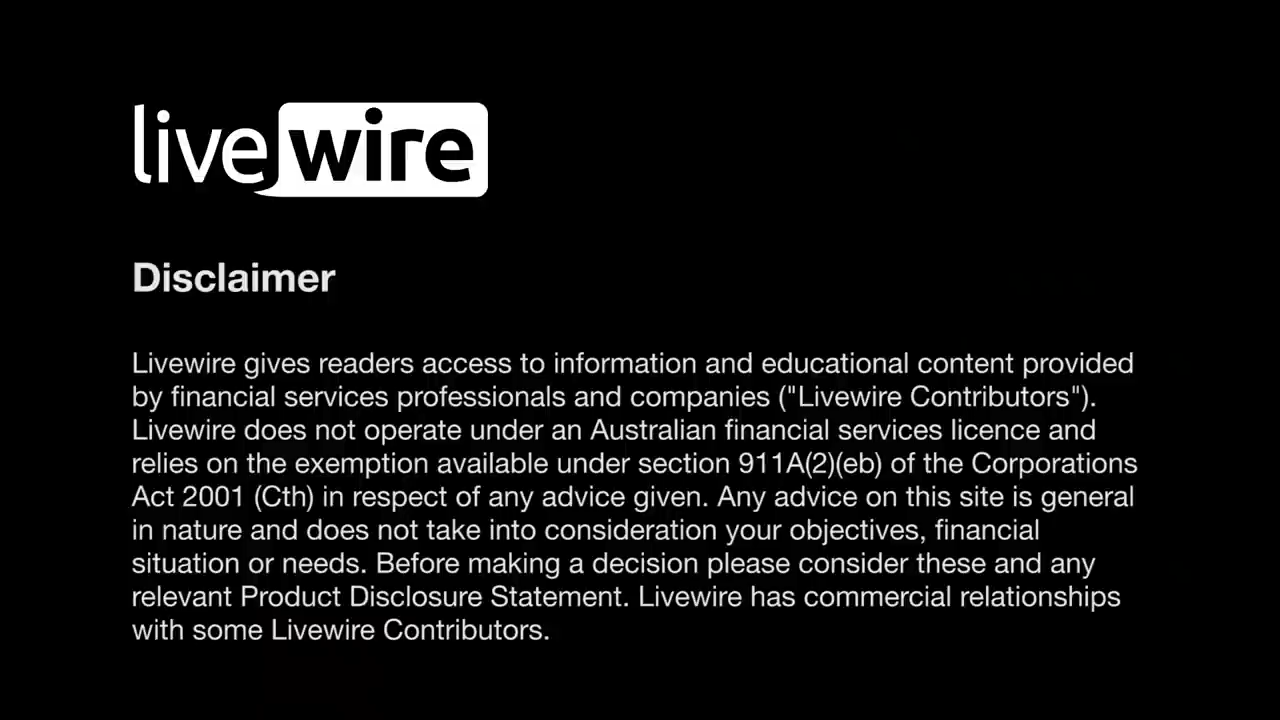 livewire
Disclaimer
Livewire gives readers access to information and educational content provided
by financial services professionals and companies ("Livewire Contributors").
Livewire does not operate under an Australian financial services licence and
relies on the exemption available under section 911A(2)(eb) of the Corporations
Act 2001 (Cth) in respect of any advice given. Any advice on this site is general
in nature and does not take into consideration your objectives, financial
situation or needs. Before making a decision please consider these and any
relevant Product Disclosure Statement. Livewire has commercial relationships
with some Livewire Contributors.